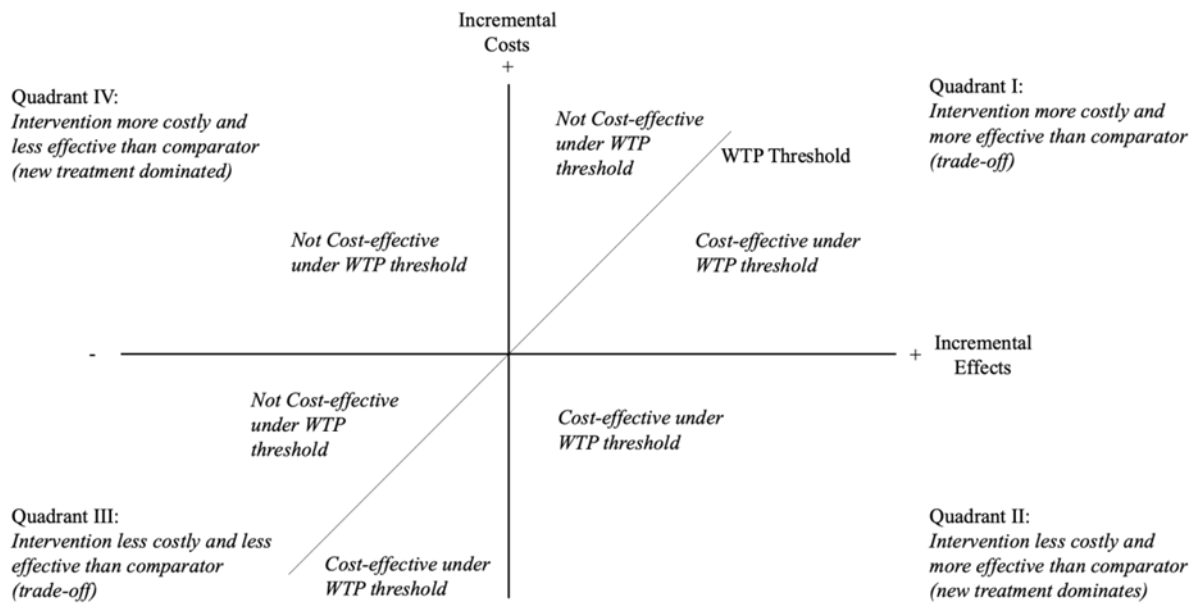 Incremental
Costs
+
Quadrant IV:
Intervention more costly and
less effective than comparator
(new treatment dominated)
Not Cost-effective
under WTP
threshold
WTP Threshold
Quadrant I:
Intervention more costly and
more effective than comparator
(trade-off)
Not Cost-effective
under WTP threshold
Cost-effective under
WTP threshold
-
+
Incremental
Effects
Not Cost-effective
under WTP
threshold
Cost-effective under
WTP threshold
Quadrant III:
Intervention less costly and less
effective than comparator
(trade-off)
Cost-effective under
WTP threshold
Quadrant II:
Intervention less costly and
more effective than comparator
(new treatment dominates)